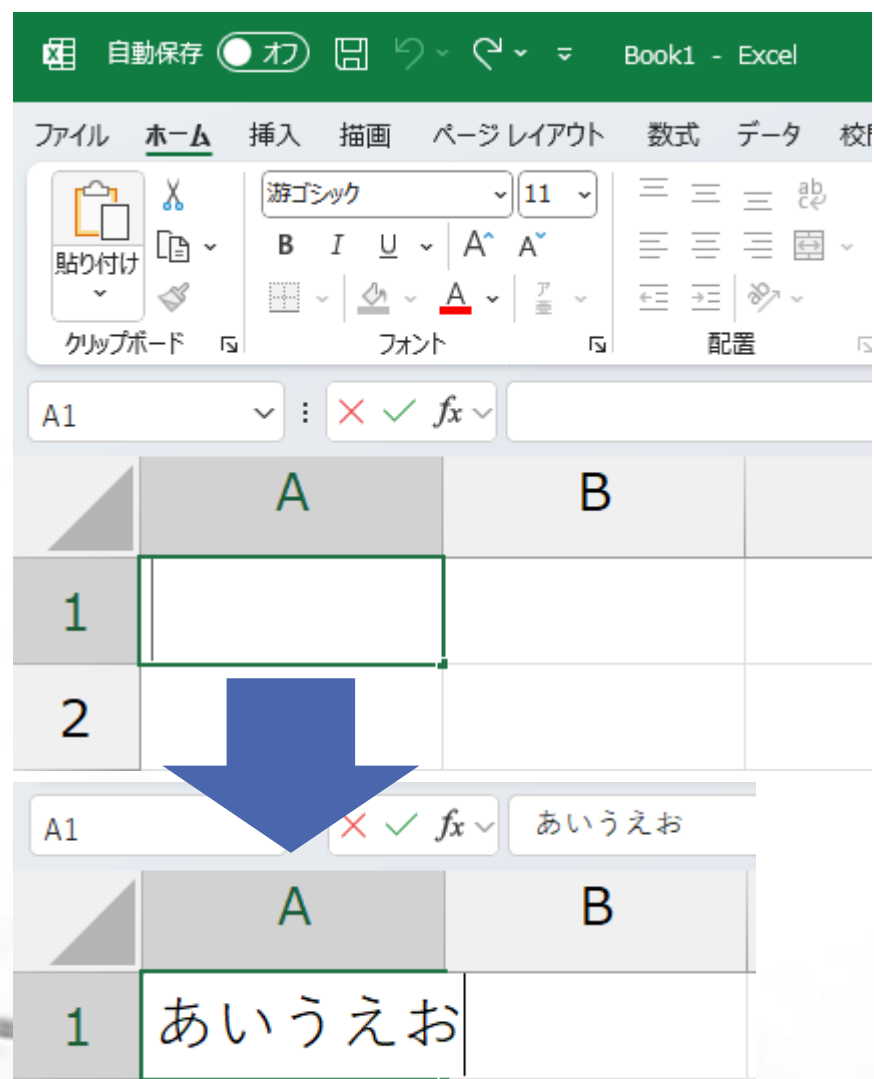 自動保存 オフ Book1 - Excel
ファイル ホーム 挿入 描画 ページ レイアウト 数式 データ
貼り付け
游ゴシック 11
B I U A A
A ア亜
ab
クリップボード フォント 配置
A1 fx
A B
1
2
A1 fx あいうえお
A B
1 あいうえお